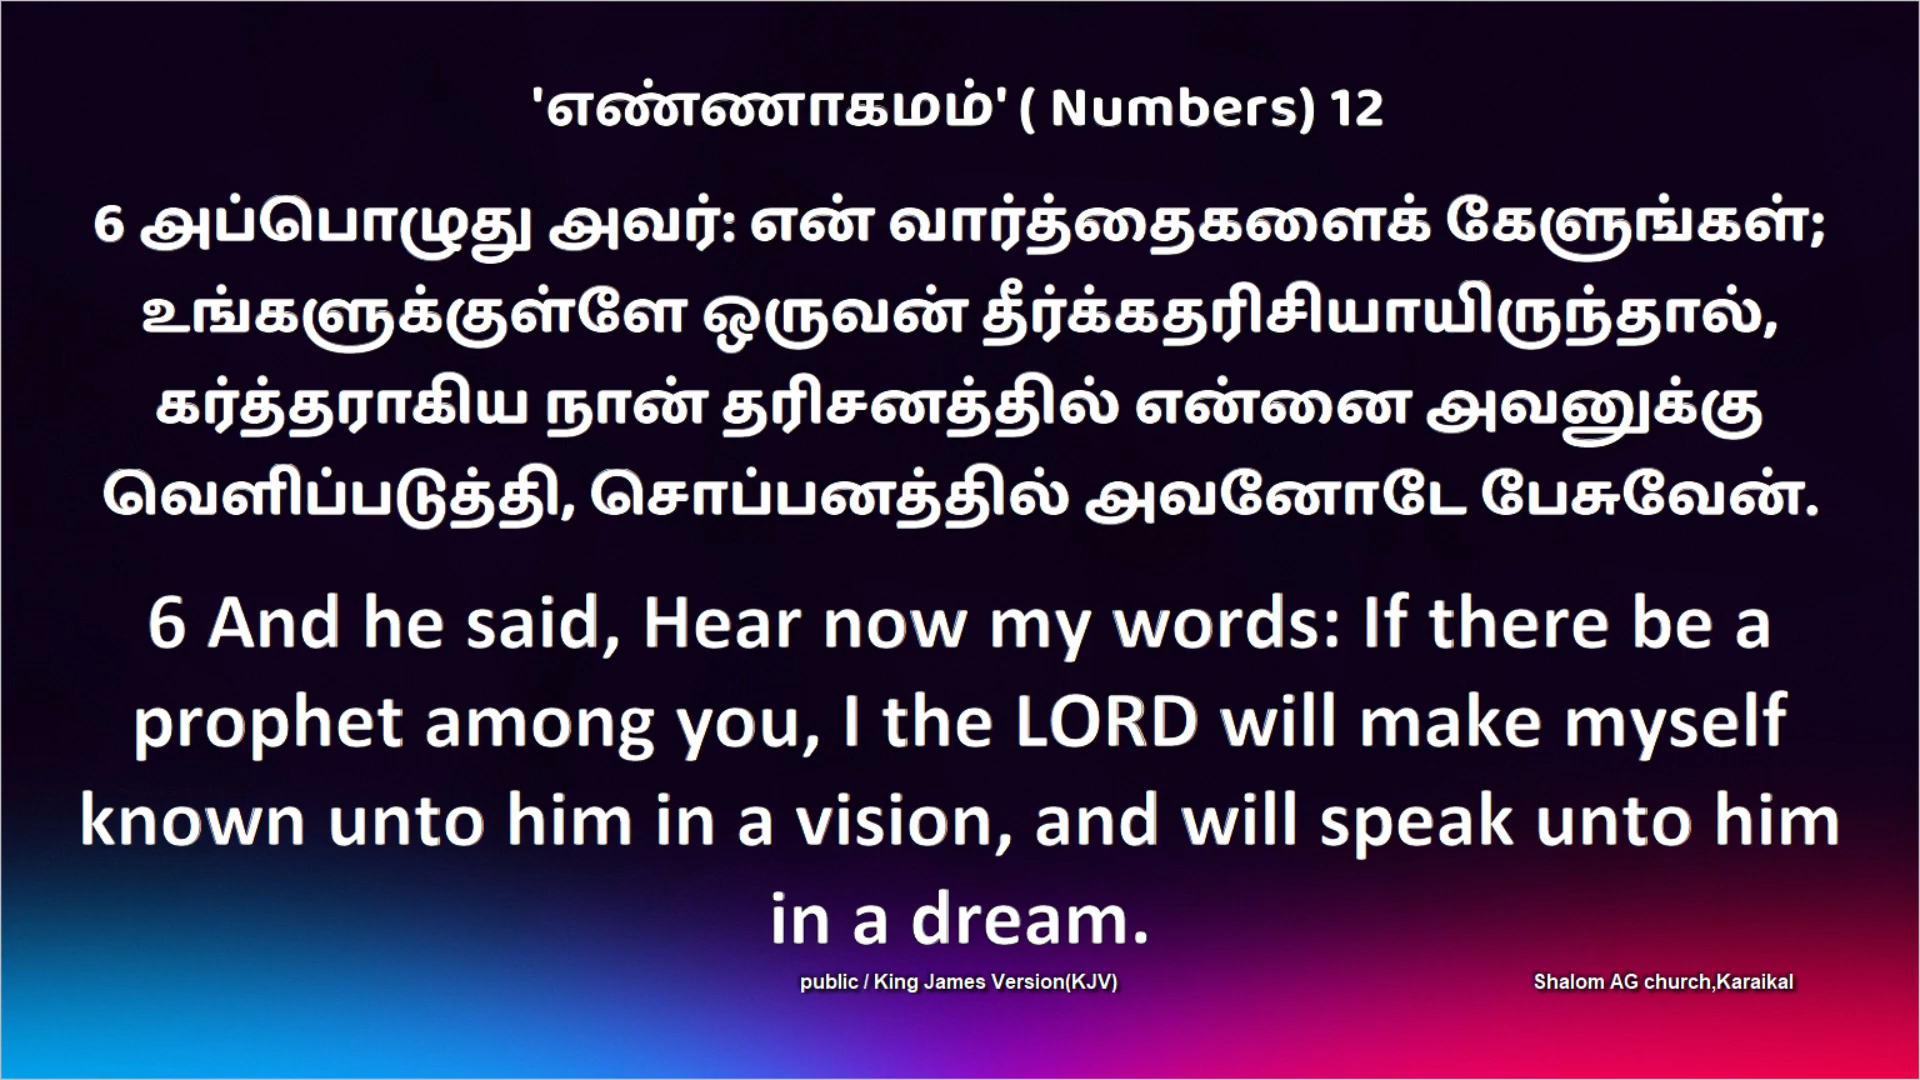 'எண்ணாகமம்' ( Numbers) 12
6 அப்பொழுது அவர்: என் வார்த்தைகளைக் கேளுங்கள்;
உங்களுக்குள்ளே ஒருவன் தீர்க்கதரிசியாயிருந்தால்,
கர்த்தராகிய நான் தரிசனத்தில் என்னை அவனுக்கு
வெளிப்படுத்தி, சொப்பனத்தில் அவனோடே பேசுவேன்.
6 And he said, Hear now my words: If there be a
prophet among you, I the LORD will make myself
known unto him in a vision, and will speak unto him
in a dream.
public / King James Version(KJV)
Shalom AG church,Karaikal